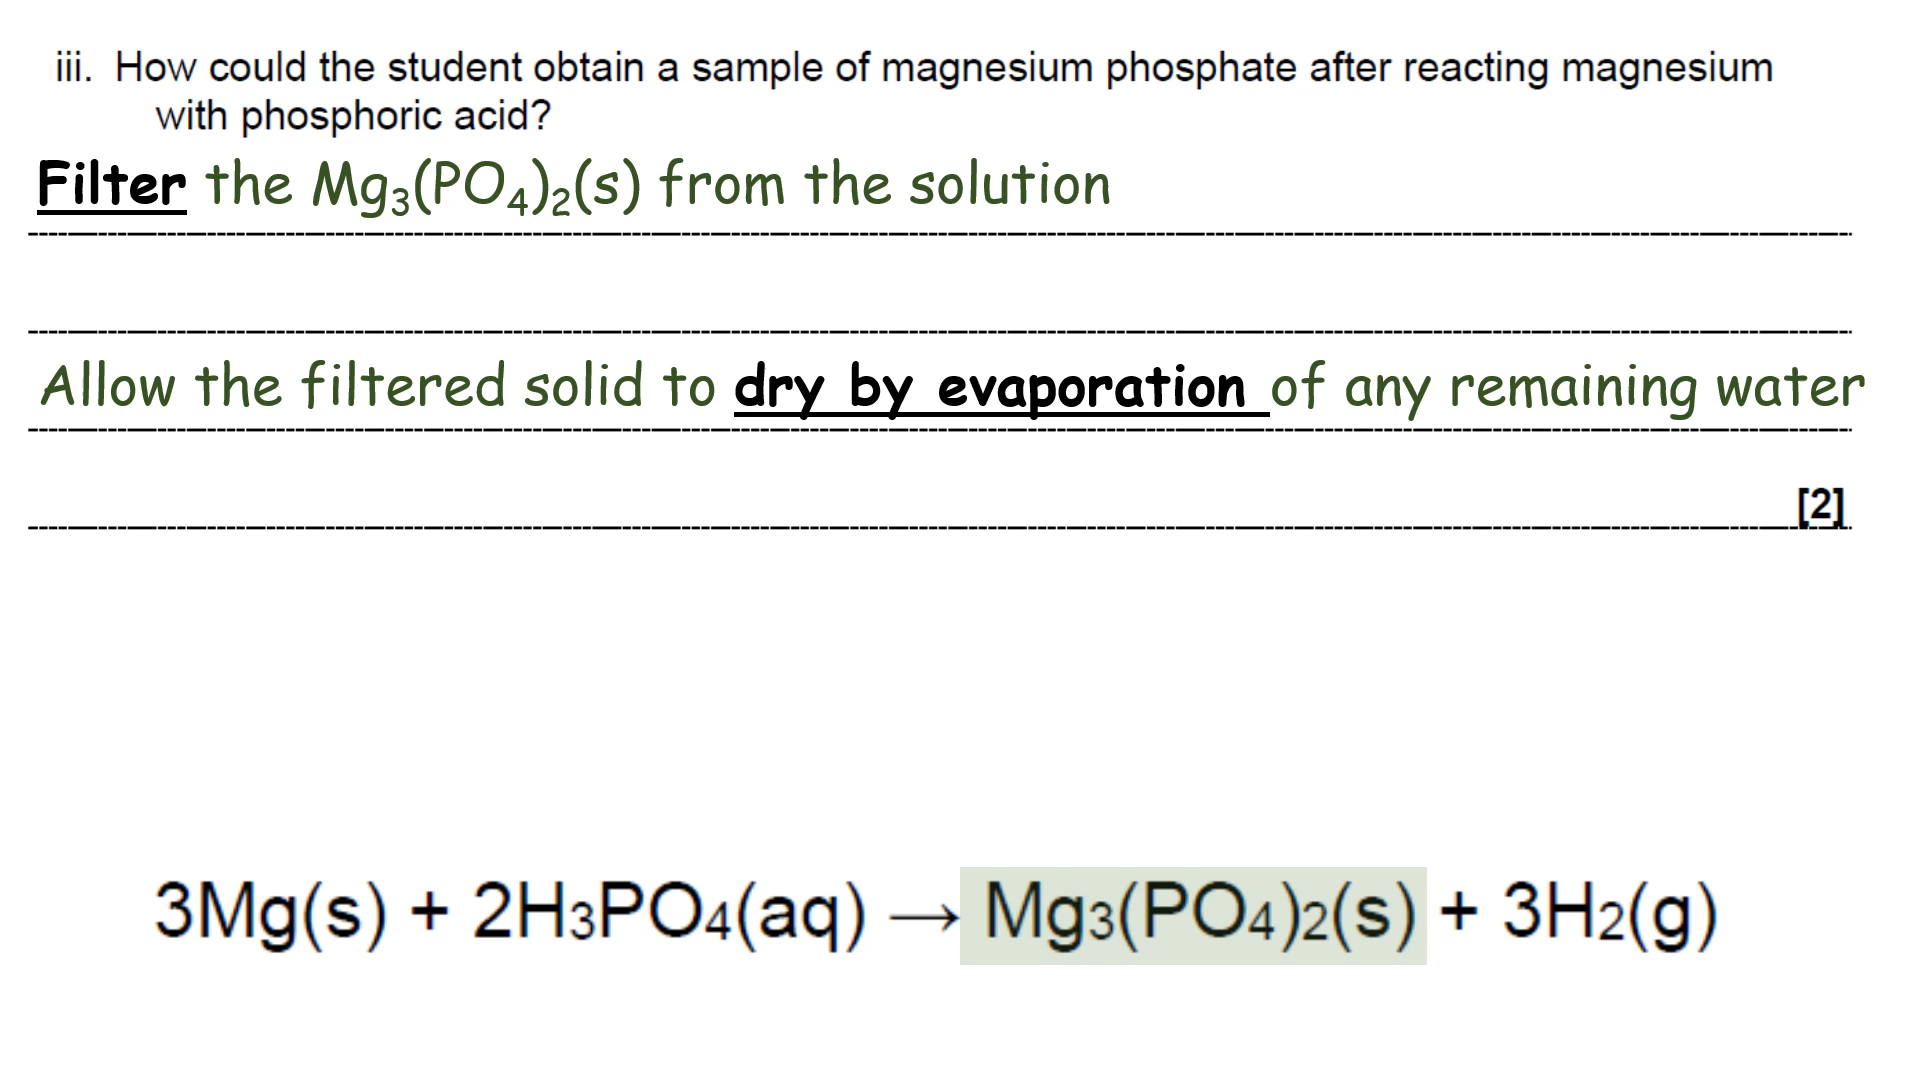 iii. How could the student obtain a sample of magnesium phosphate after reacting magnesium
with phosphoric acid?
Filter the Mg₃(PO₄)₂(s) from the solution
Allow the filtered solid to dry by evaporation of any remaining water
[2]
3Mg(s) + 2H₃PO₄(aq) → Mg₃(PO₄)₂(s) + 3H₂(g)